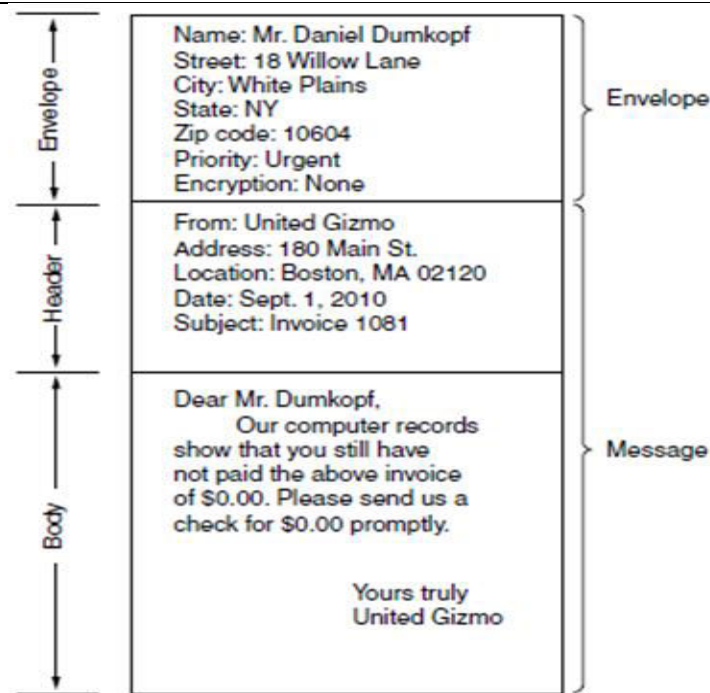 Envelope
Name: Mr. Daniel Dumkopf
Street: 18 Willow Lane
City: White Plains
State: NY
Zip code: 10604
Priority: Urgent
Encryption: None
Envelope
Header
From: United Gizmo
Address: 180 Main St.
Location: Boston, MA 02120
Date: Sept. 1, 2010
Subject: Invoice 1081
Body
Dear Mr. Dumkopf,
Our computer records
show that you still have
not paid the above invoice
of $0.00. Please send us a
check for $0.00 promptly.
Yours truly
United Gizmo
Message